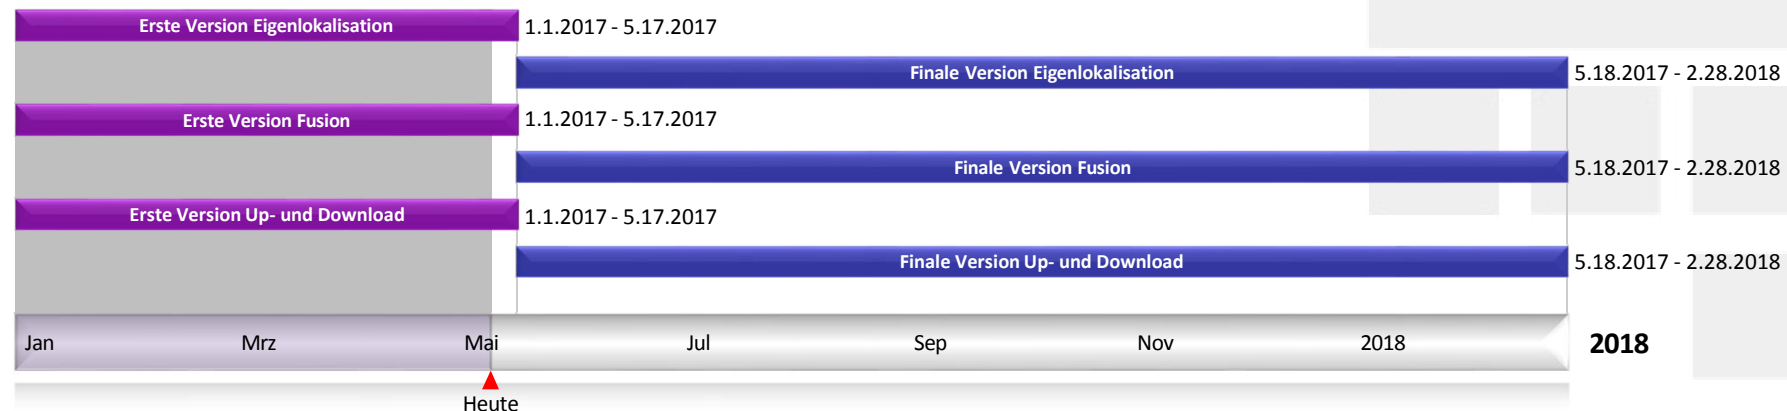 Erste Version Eigenlokalisation 1.1.2017 - 5.17.2017
Finale Version Eigenlokalisation 5.18.2017 - 2.28.2018
Erste Version Fusion 1.1.2017 - 5.17.2017
Finale Version Fusion 5.18.2017 - 2.28.2018
Erste Version Up- und Download 1.1.2017 - 5.17.2017
Finale Version Up- und Download 5.18.2017 - 2.28.2018
Jan Mrz Mai Jul Sep Nov 2018 2018
Heute